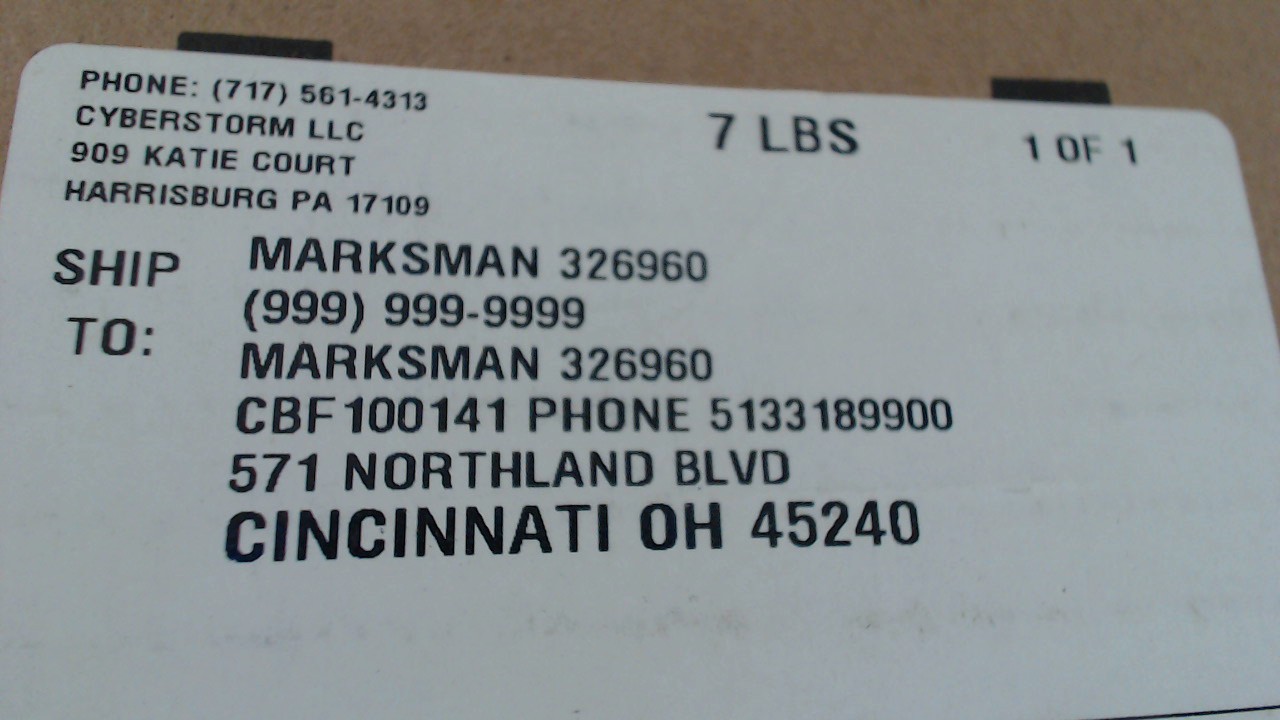 PHONE: (717) 561-4313
CYBERSTORM LLC
909 KATIE COURT
HARRISBURG PA 17109
7 LBS
1 OF 1
SHIP
TO:
MARKSMAN 326960
(999) 999-9999
MARKSMAN 326960
CBF100141 PHONE 5133189900
571 NORTHLAND BLVD
CINCINNATI OH 45240